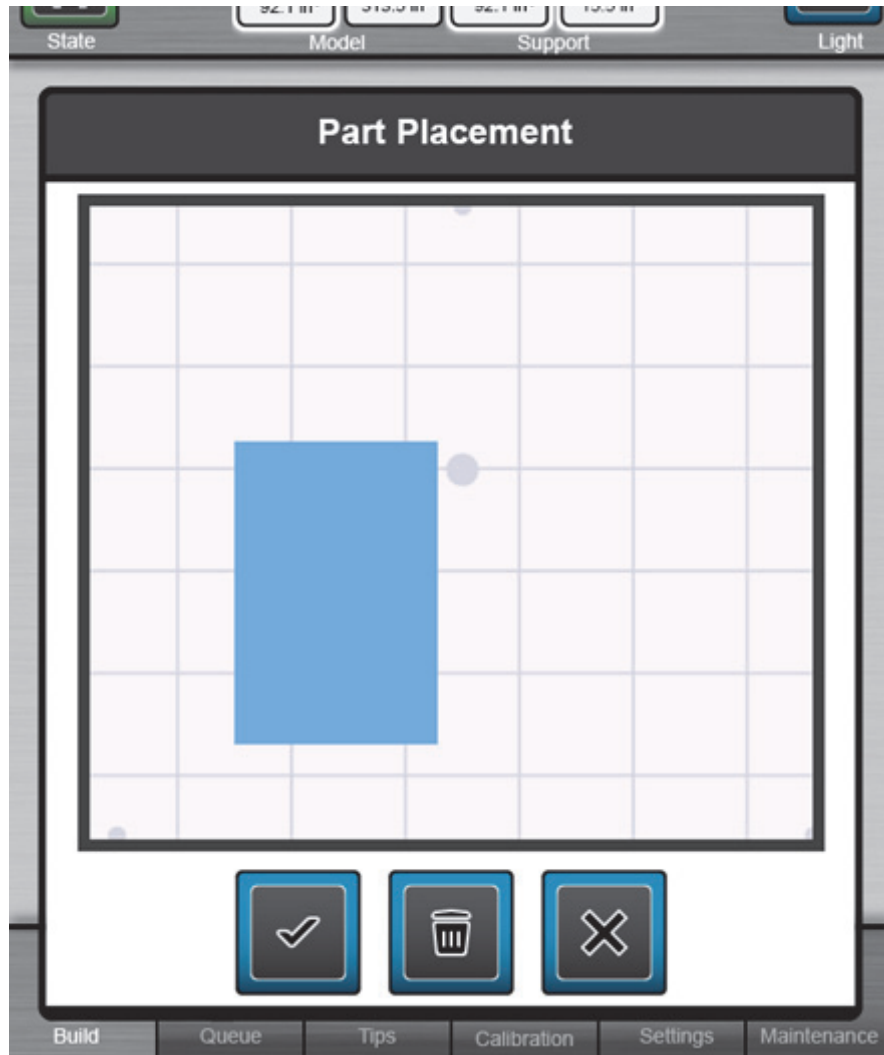 State Model Support Light
Part Placement
Build Queue Tips Calibration Settings Maintenance